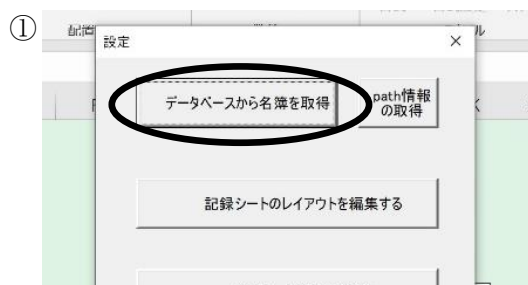 ①
設定
データベースから名簿を取得
path情報
の取得
記録シートのレイアウトを編集する